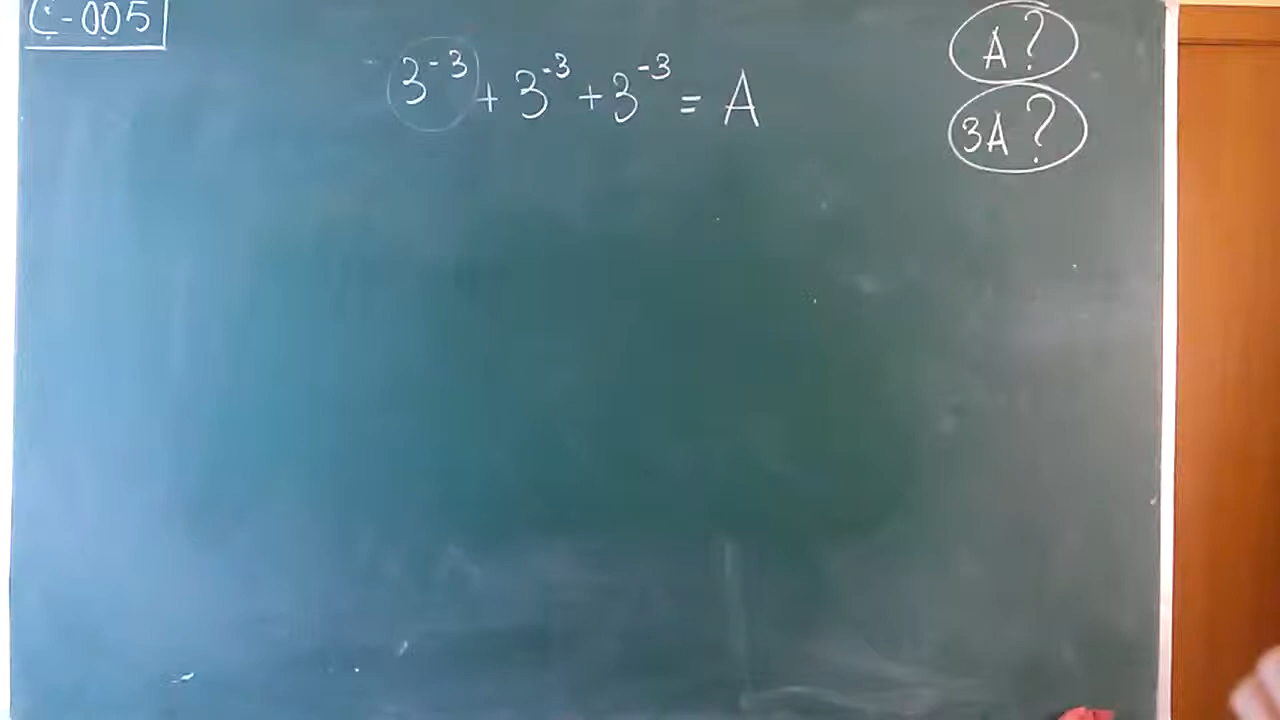 C-005
3⁻³ + 3⁻³ + 3⁻³ = A
A?
3A?